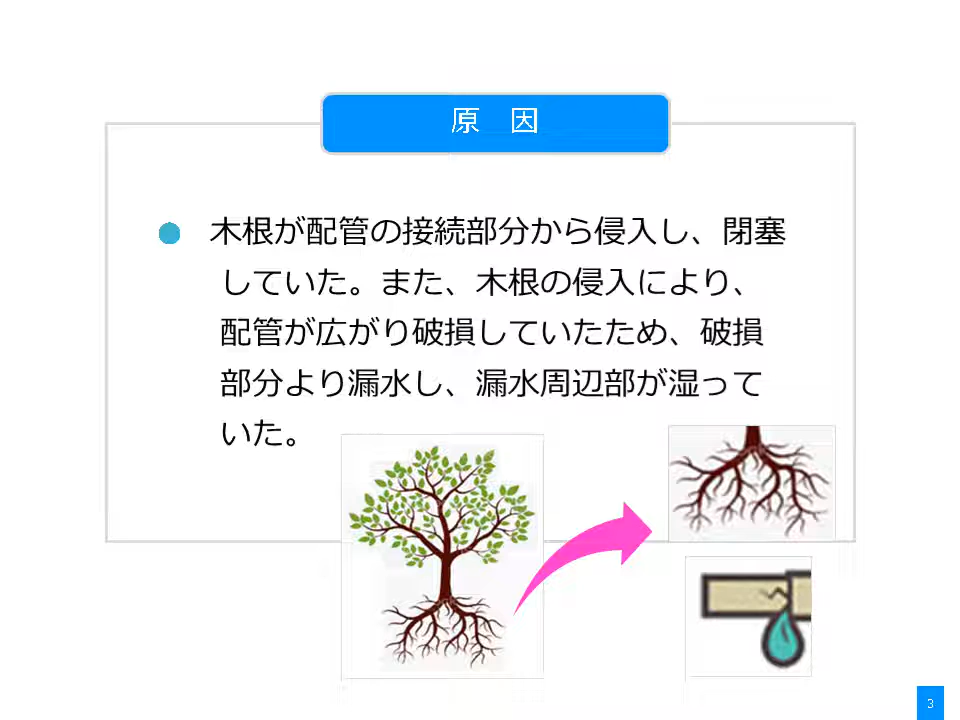 原　因
木根が配管の接続部分から侵入し、閉塞
していた。また、木根の侵入により、
配管が広がり破損していたため、破損
部分より漏水し、漏水周辺部が湿って
いた。
3